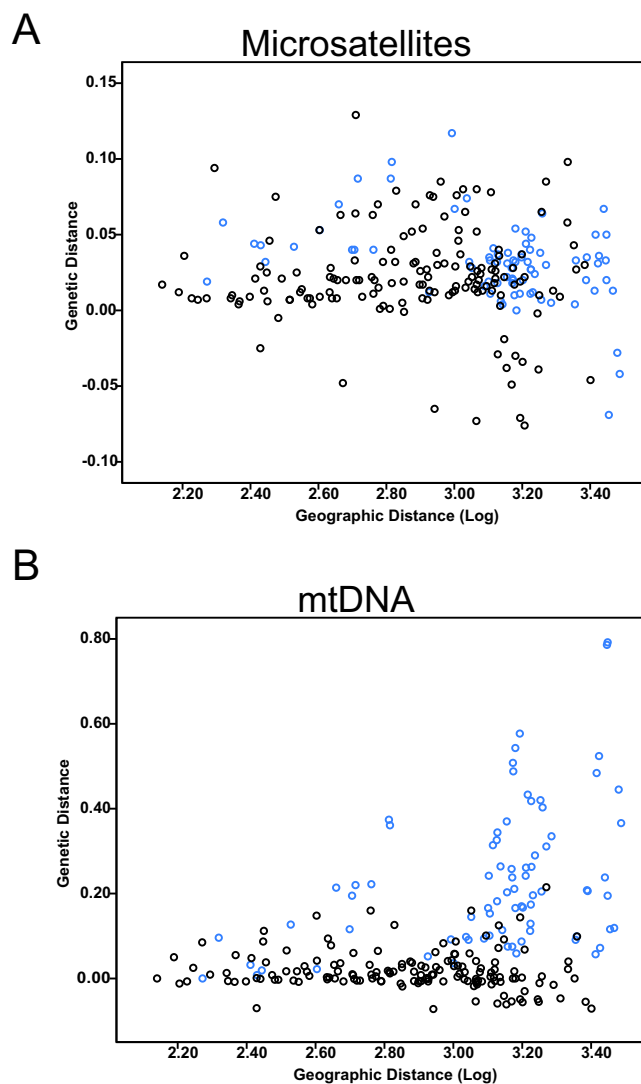 A
Microsatellites
0.15
0.10
0.05
0.00
-0.05
-0.10
Genetic Distance
2.20 2.40 2.60 2.80 3.00 3.20 3.40
Geographic Distance (Log)
B
mtDNA
0.80
0.60
0.40
0.20
0.00
Genetic Distance
2.20 2.40 2.60 2.80 3.00 3.20 3.40
Geographic Distance (Log)